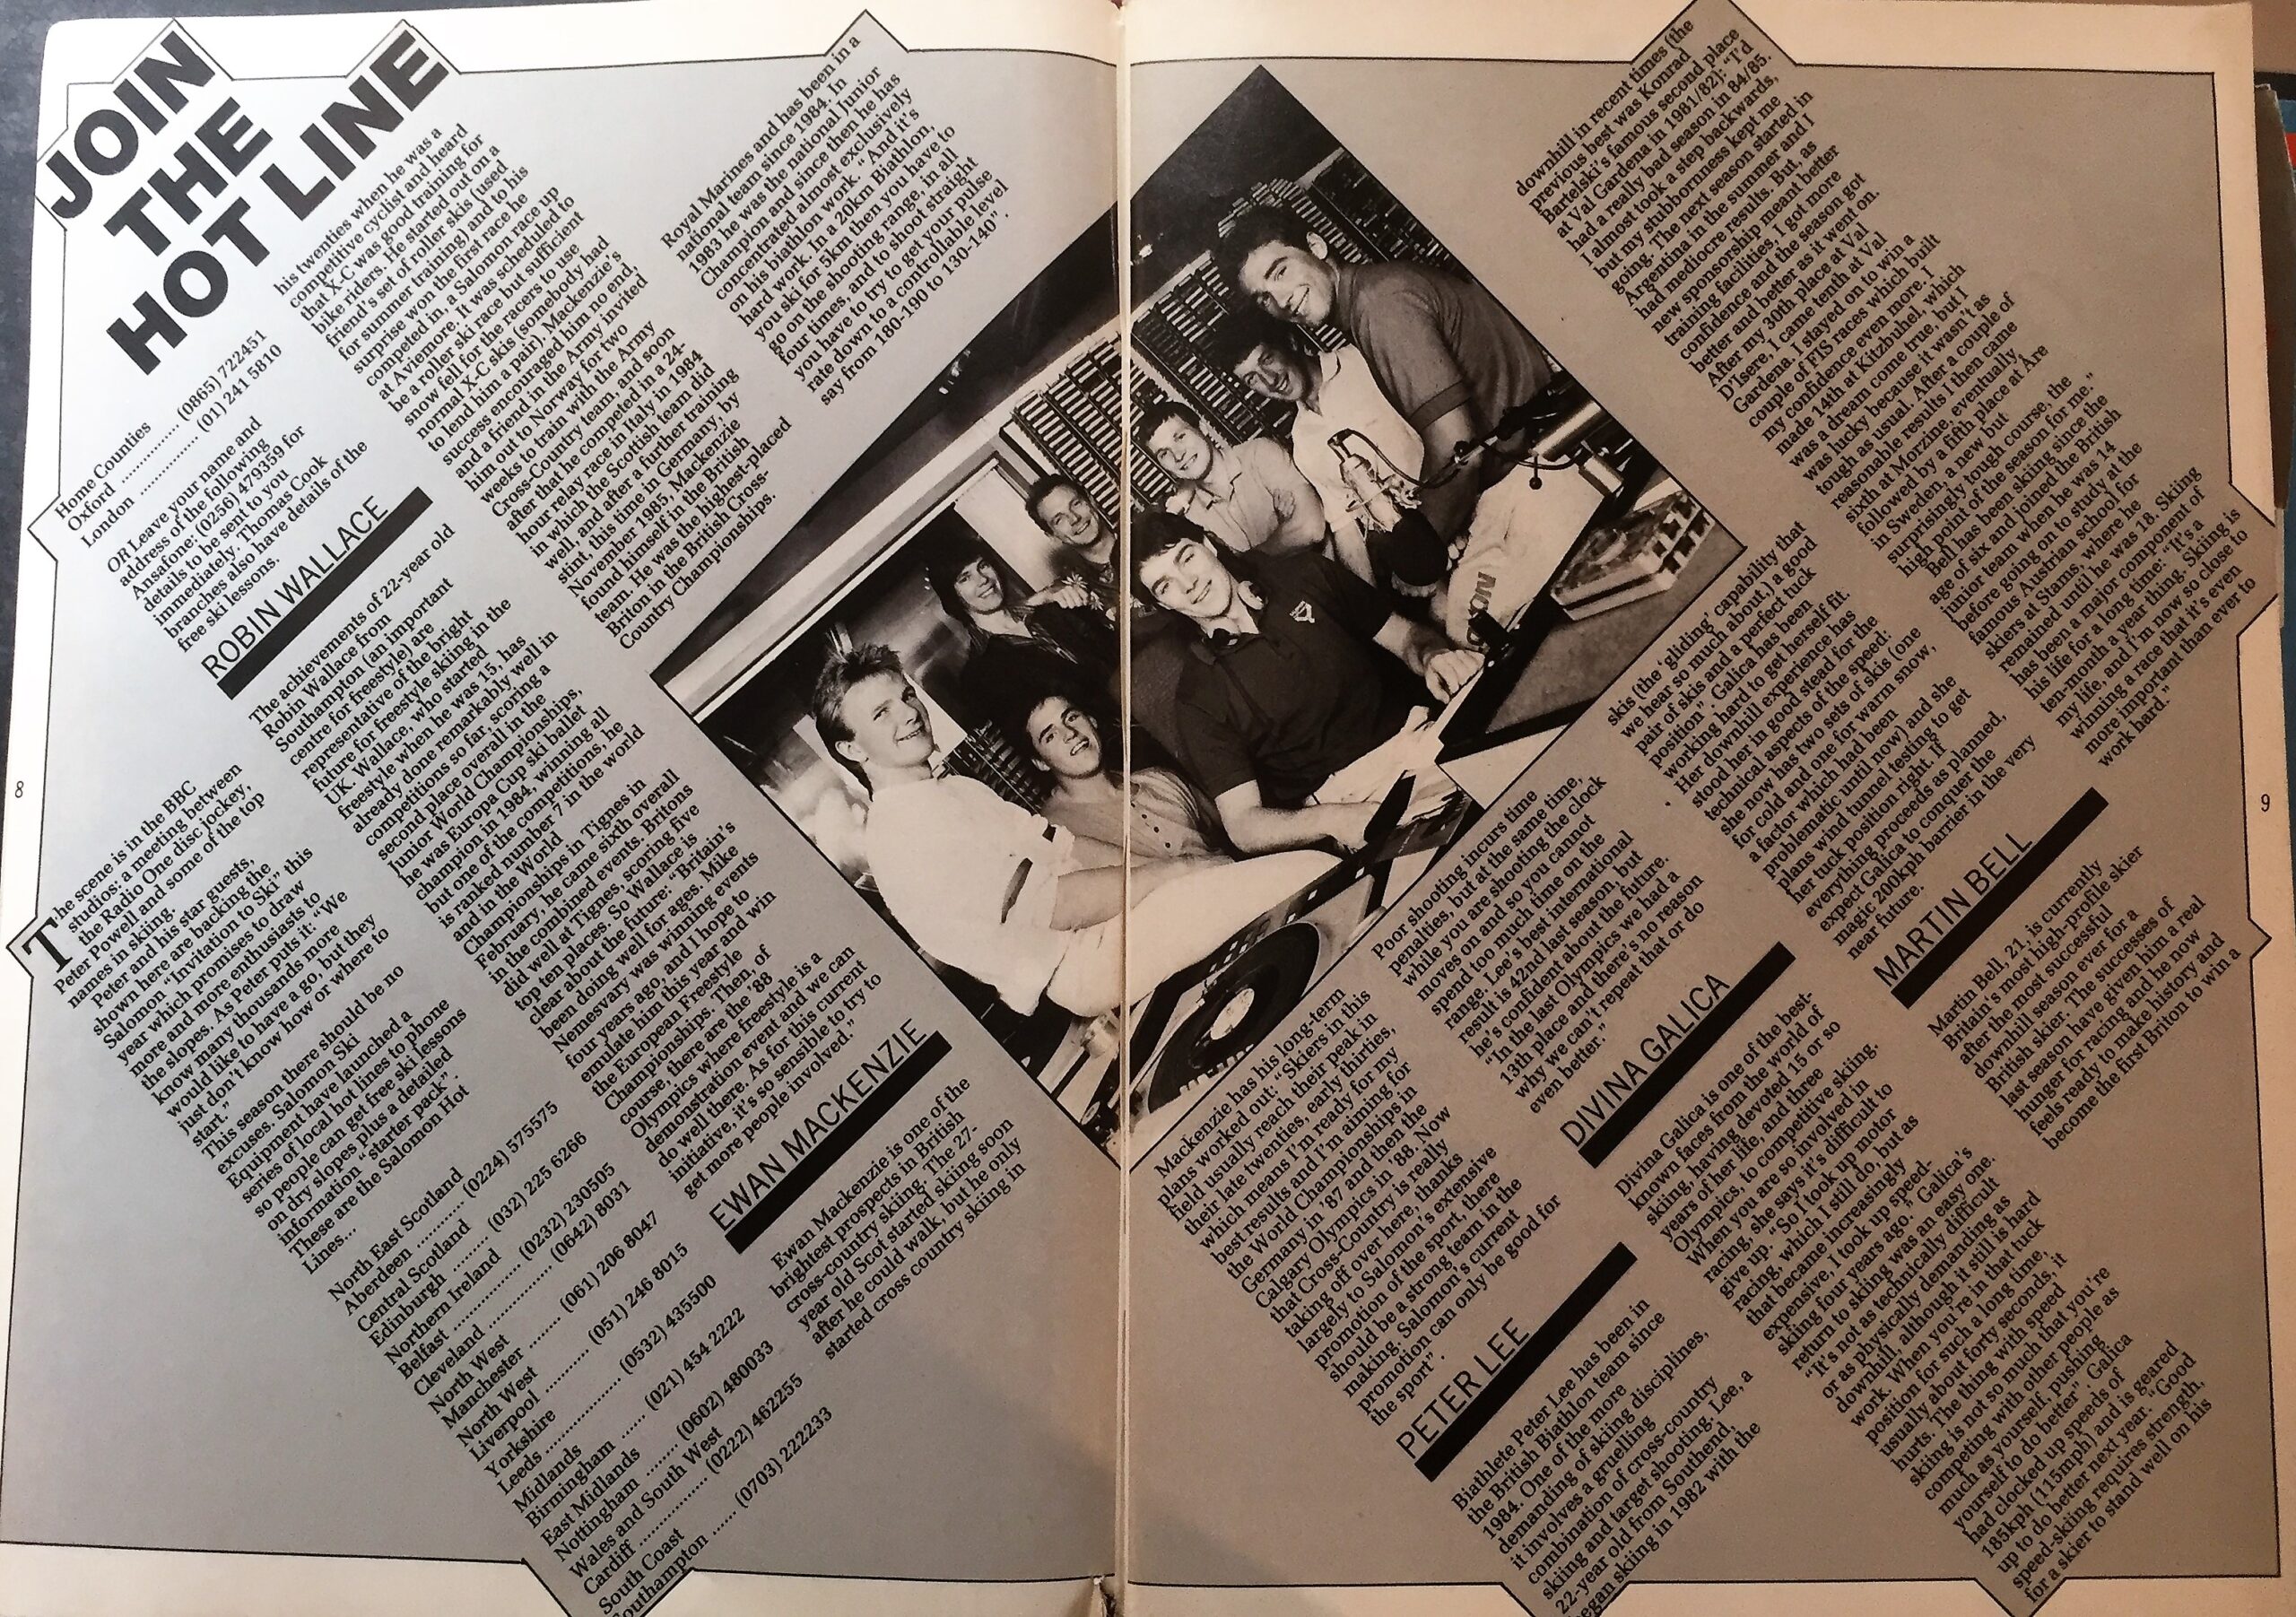 JOIN
THE
HOT LINE
The scene is in the BBC
studios: a meeting between
the Radio One disc jockey,
Peter Powell and some of the top
names in skiing.
Peter and his star guests,
shown here are backing the
Salomon "Invitation to Ski" this
year which promises to draw
more and more enthusiasts to
the slopes. As Peter puts it: "We
know many thousands more
would like to have a go, but they
just don't know how or where to
start."
This season there should be no
excuses. Salomon Ski
Equipment have launched a
series of local hot lines to phone
so people can get free ski lessons
on dry slopes plus a detailed
information "starter pack".
These are the Salomon Hot
Lines...
North East Scotland
Aberdeen ............ (0224) 575575
Central Scotland
Edinburgh ............ (032) 225 6266
Northern Ireland
Belfast ............ (0232) 230505
Cleveland ............ (0642) 8031
North West
Manchester ........ (061) 206 8047
North West
Liverpool ............ (051) 246 8015
Yorkshire
Leeds ............ (0532) 435500
Midlands
Birmingham ...... (021) 454 2222
East Midlands
Nottingham ........ (0602) 480033
Wales and South West
Cardiff ............ (0222) 462255
South Coast
Southampton ...... (0703) 222233
Home Counties
Oxford ............ (0865) 722451
London ............ (01) 241 5810
OR Leave your name and
address of the following
Ansafone: (0256) 479359 for
details to be sent to you
immediately. Thomas Cook
branches also have details of the
free ski lessons.
ROBIN WALLACE
The achievements of 22-year old
Robin Wallace from
Southampton (an important
centre for freestyle) are
representative of the bright
future for freestyle skiing in the
UK. Wallace, who started
freestyle when he was 15, has
already done remarkably well in
competitions so far, scoring a
second place overall in the
Junior World Championships,
he was Europa Cup ski ballet
champion in 1984, winning all
but one of the competitions, he
is ranked number 7 in the world
and in the World
Championships in Tignes in
February, he came sixth overall
in the combined events. Britons
did well at Tignes, scoring five
top ten places. So Wallace is
clear about the future: "Britain's
been doing well for ages. Mike
Nemesvary was winning events
four years ago, and I hope to
emulate him this year and win
the European Freestyle
Championships. Then, of
course, there are the '88
Olympics where freestyle is a
demonstration event and we can
do well there. As for this current
initiative, it's so sensible to try to
get more people involved."
EWAN MACKENZIE
Ewan Mackenzie is one of the
brightest prospects in British
cross-country skiing. The 27-
year old Scot started skiing soon
after he could walk, but he only
started cross country skiing in
his twenties when he was a
competitive cyclist and heard
that X-C was good training for
bike riders. He started out on a
friend's set of roller skis (used
for summer training) and to his
surprise won the first race he
competed in, a Salomon race up
at Aviemore. It was scheduled to
be a roller ski race but sufficient
snow fell for the racers to use
normal X-C skis (somebody had
to lend him a pair). Mackenzie's
success encouraged him no end,
and a friend in the Army invited
him out to Norway for two
weeks to train with the Army
Cross-Country team, and soon
after that he competed in a 24-
hour relay race in Italy in 1984
in which the Scottish team did
well, and after a further training
stint, this time in Germany, by
November 1985, Mackenzie
found himself in the British
team. He was the highest-placed
Briton in the British Cross-
Country Championships.
Mackenzie has his long-term
plans worked out: "Skiers in this
field usually reach their peak in
their late twenties, early thirties,
which means I'm ready for my
best results and I'm aiming for
the World Championships in
Germany in '87 and then the
Calgary Olympics in '88. Now
that Cross-Country is really
taking off over here, thanks
largely to Salomon's extensive
promotion of the sport, there
should be a strong team in the
making. Salomon's current
promotion can only be good for
the sport".
PETER LEE
Biathlete Peter Lee has been in
the British Biathlon team since
1984. One of the more
demanding of skiing disciplines,
it involves a gruelling
combination of cross-country
skiing and target shooting. Lee, a
22-year old from Southend,
began skiing in 1982 with the
Royal Marines and has been in a
national team since 1984. In
1983 he was the national Junior
Champion and since then he has
concentrated almost exclusively
on his biathlon work. "And it's
hard work. In a 20km Biathlon,
you ski for 5km then you have to
go on the shooting range, in all
four times, and to shoot straight
you have to try to get your pulse
rate down to a controllable level
say from 180-190 to 130-140".
Poor shooting incurs time
penalties, but at the same time,
while you are shooting the clock
moves on and so you cannot
spend too much time on the
range. Lee's best international
result is 42nd last season, but
he's confident about the future.
"In the last Olympics we had a
13th place and there's no reason
why we can't repeat that or do
even better."
DIVINA GALICA
Divina Galica is one of the best-
known faces from the world of
skiing, having devoted 15 or so
years of her life, and three
Olympics, to competitive skiing.
When you are so involved in
racing, she says it's difficult to
give up. "So I took up motor
racing, which I still do, but as
that became increasingly
expensive, I took up speed-
skiing four years ago." Galica's
return to skiing was an easy one.
"It's not as technically difficult
or as physically demanding as
downhill, although it still is hard
work. When you're in that tuck
position for such a long time,
usually about forty seconds, it
hurts. The thing with speed
skiing is not so much that you're
competing with other people as
much as yourself, pushing
yourself to do better". Galica
had clocked up speeds of
185kph (115mph) and is geared
up to do better next year. "Good
speed-skiing requires strength,
for a skier to stand well on his
skis (the 'gliding' capability that
we hear so much about,) a good
pair of skis and a perfect tuck
position". Galica has been
working hard to get herself fit.
Her downhill experience has
stood her in good stead for the
technical aspects of the speed;
she now has two sets of skis (one
for cold and one for warm snow,
a factor which had been
problematic until now) and she
plans wind tunnel testing to get
her tuck position right. If
everything proceeds as planned,
expect Galica to conquer the
magic 200kph barrier in the very
near future.
MARTIN BELL
Martin Bell, 21, is currently
Britain's most high-profile skier
after the most successful
downhill season ever for a
British skier. The successes of
last season have given him a real
hunger for racing and he now
feels ready to make history and
become the first Briton to win a
downhill in recent times (the
previous best was Konrad
Bartelski's famous second place
at Val Gardena in 1981/82): "I'd
had a really bad season in 84/85.
I almost took a step backwards,
but my stubbornness kept me
going. The next season started in
Argentina in the summer and I
had mediocre results. But, as
new sponsorship meant better
training facilities, I got more
confidence and the season got
better and better as it went on.
After my 30th place at Val
D'Isere, I came tenth at Val
Gardena, I stayed on to win a
couple of FIS races which built
my confidence even more. I
made 14th at Kitzbuhel, which
was a dream come true, but I
was lucky because it wasn't as
tough as usual. After a couple of
reasonable results I then came
sixth at Morzine, eventually,
followed by a fifth place at Åre
in Sweden, a new but
surprisingly tough course, the
high point of the season for me."
Bell has been skiing since the
age of six and joined the British
junior team when he was 14
before going on to study at the
famous Austrian school for
skiers at Stams, where he
remained until he was 18. Skiing
has been a major component of
his life for a long time: "It's a
ten-month a year thing. Skiing is
my life, and I'm now so close to
winning a race that it's even
more important than ever to
work hard."
8
9